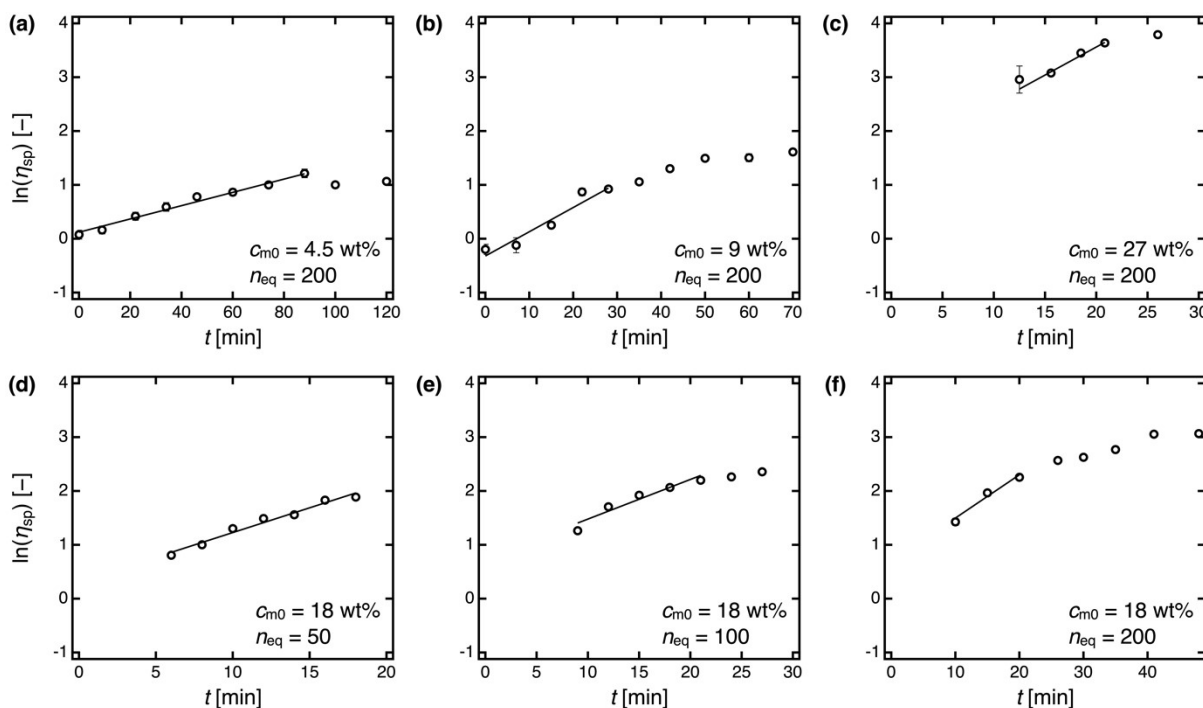 (a)
4
3
2
1
0
-1
ln(ηsp) [−]
cm0 = 4.5 wt%
neq = 200
0 20 40 60 80 100 120
t [min]
(b)
4
3
2
1
0
-1
cm0 = 9 wt%
neq = 200
0 10 20 30 40 50 60 70
t [min]
(c)
4
3
2
1
0
-1
cm0 = 27 wt%
neq = 200
0 10 20 30
t [min]
(d)
4
3
2
1
0
-1
ln(ηsp) [−]
cm0 = 18 wt%
neq = 50
0 5 10 15 20
t [min]
(e)
4
3
2
1
0
-1
cm0 = 18 wt%
neq = 100
0 5 10 15 20 25 30
t [min]
(f)
4
3
2
1
0
-1
cm0 = 18 wt%
neq = 200
0 10 20 30 40
t [min]